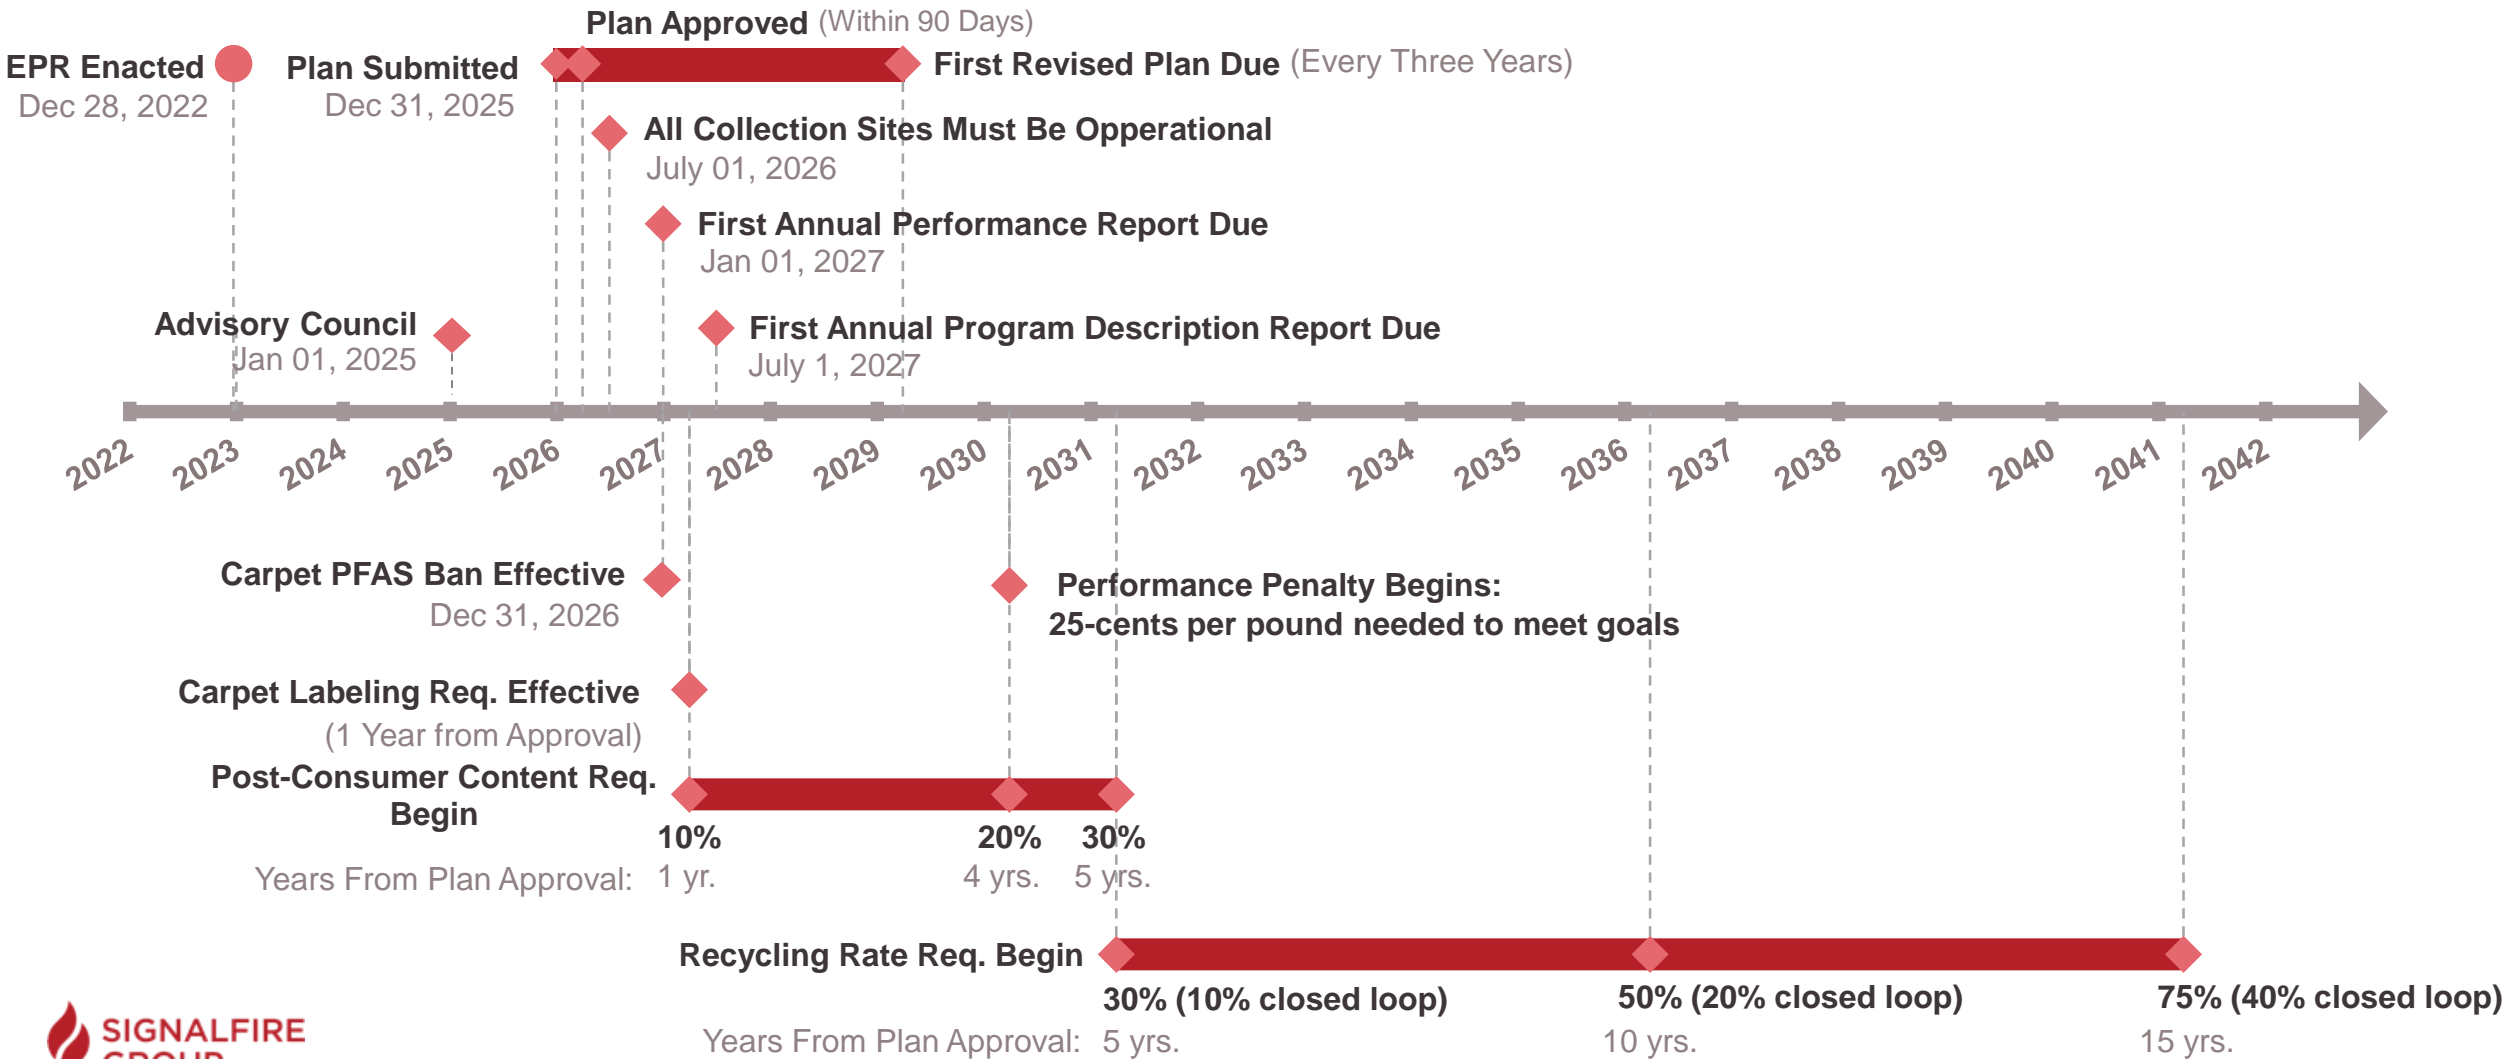 Plan Approved (Within 90 Days)
EPR Enacted
Dec 28, 2022
Plan Submitted
Dec 31, 2025
First Revised Plan Due (Every Three Years)
All Collection Sites Must Be Opperational
July 01, 2026
First Annual Performance Report Due
Jan 01, 2027
Advisory Council
Jan 01, 2025
First Annual Program Description Report Due
July 1, 2027
2022 2023 2024 2025 2026 2027 2028 2029 2030 2031 2032 2033 2034 2035 2036 2037 2038 2039 2040 2041 2042
Carpet PFAS Ban Effective
Dec 31, 2026
Performance Penalty Begins:
25-cents per pound needed to meet goals
Carpet Labeling Req. Effective
(1 Year from Approval)
Post-Consumer Content Req.
Begin
10% 20% 30%
Years From Plan Approval: 1 yr. 4 yrs. 5 yrs.
Recycling Rate Req. Begin
30% (10% closed loop) 50% (20% closed loop) 75% (40% closed loop)
Years From Plan Approval: 5 yrs. 10 yrs. 15 yrs.
SIGNALFIRE
GROUP